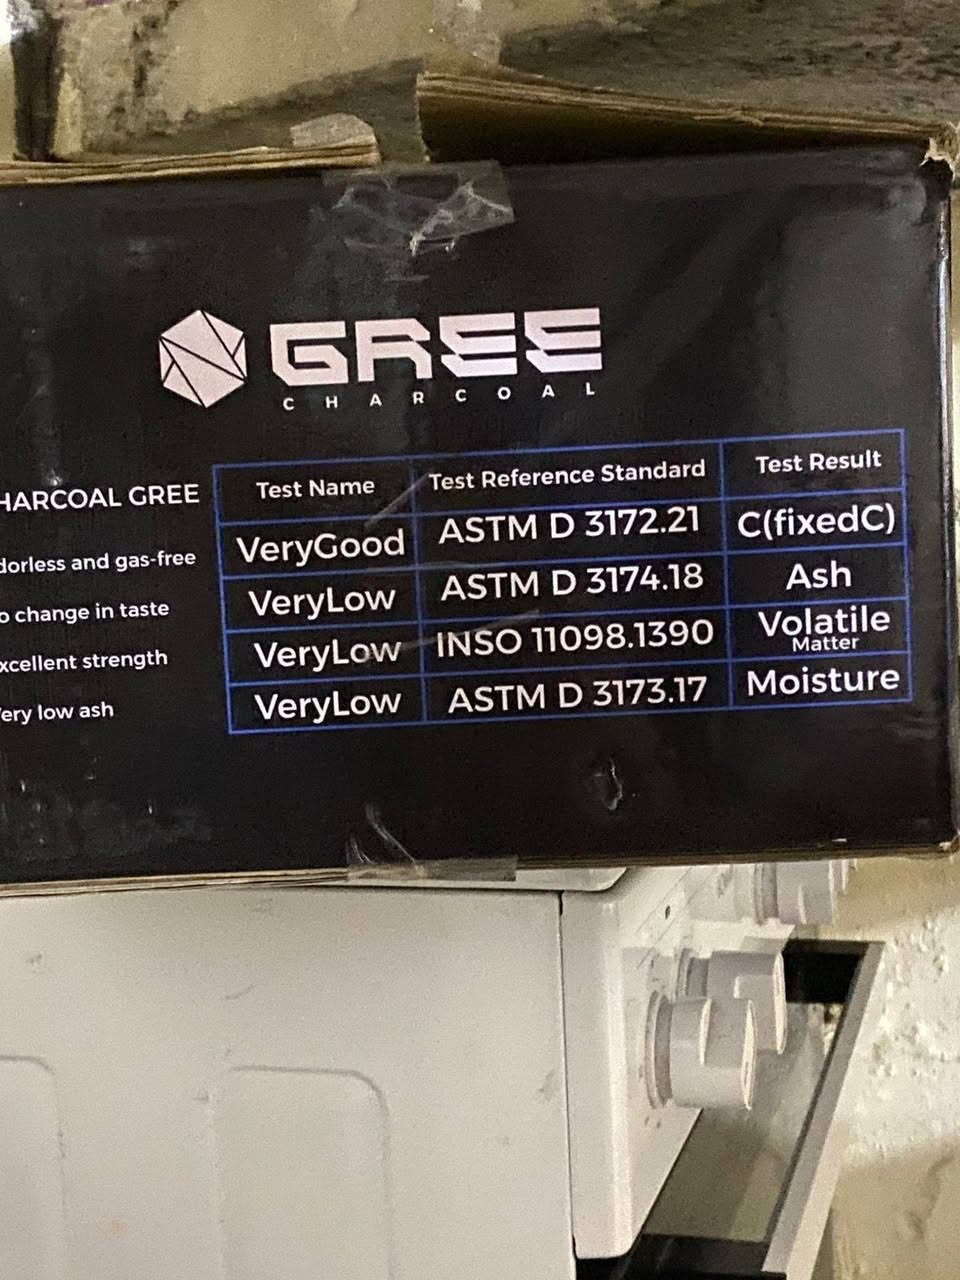 GREE
CHARCOAL
HARCOAL GREE
dorless and gas-free
o change in taste
xcellent strength
ery low ash
Test Name Test Reference Standard Test Result
VeryGood ASTM D 3172.21 C(fixedC)
VeryLow ASTM D 3174.18 Ash
VeryLow INSO 11098.1390 Volatile Matter
VeryLow ASTM D 3173.17 Moisture